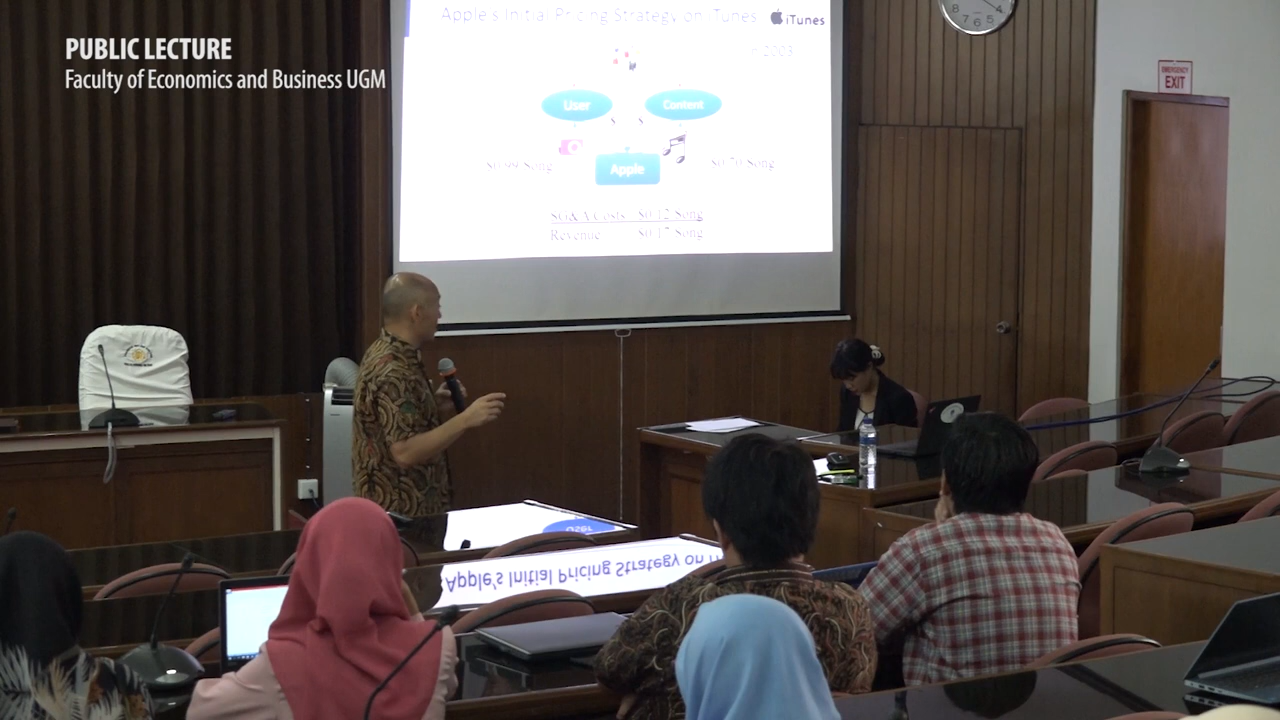 PUBLIC LECTURE
Faculty of Economics and Business UGM
Apple's Initial Pricing Strategy on iTunes
iTunes
in 2003
User
Content
$ $
Apple
$0.99 Song
$0.70 Song
SG&A Costs $0.12 Song
Revenue $0.17 Song
EMERGENCY
EXIT
User
Apple's Initial Pricing Strategy on